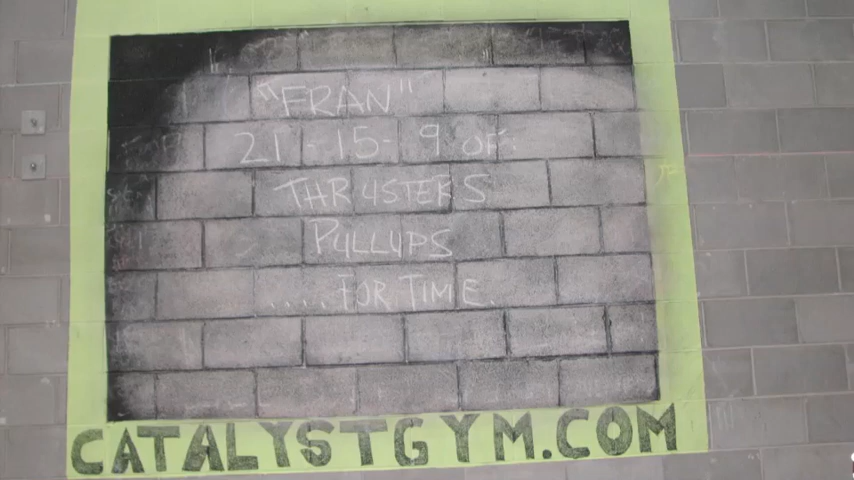 "FRAN"
21 - 15 - 9 OF:
THRUSTERS
PULLUPS
.....FOR TIME.
CATALYSTGYM.COM